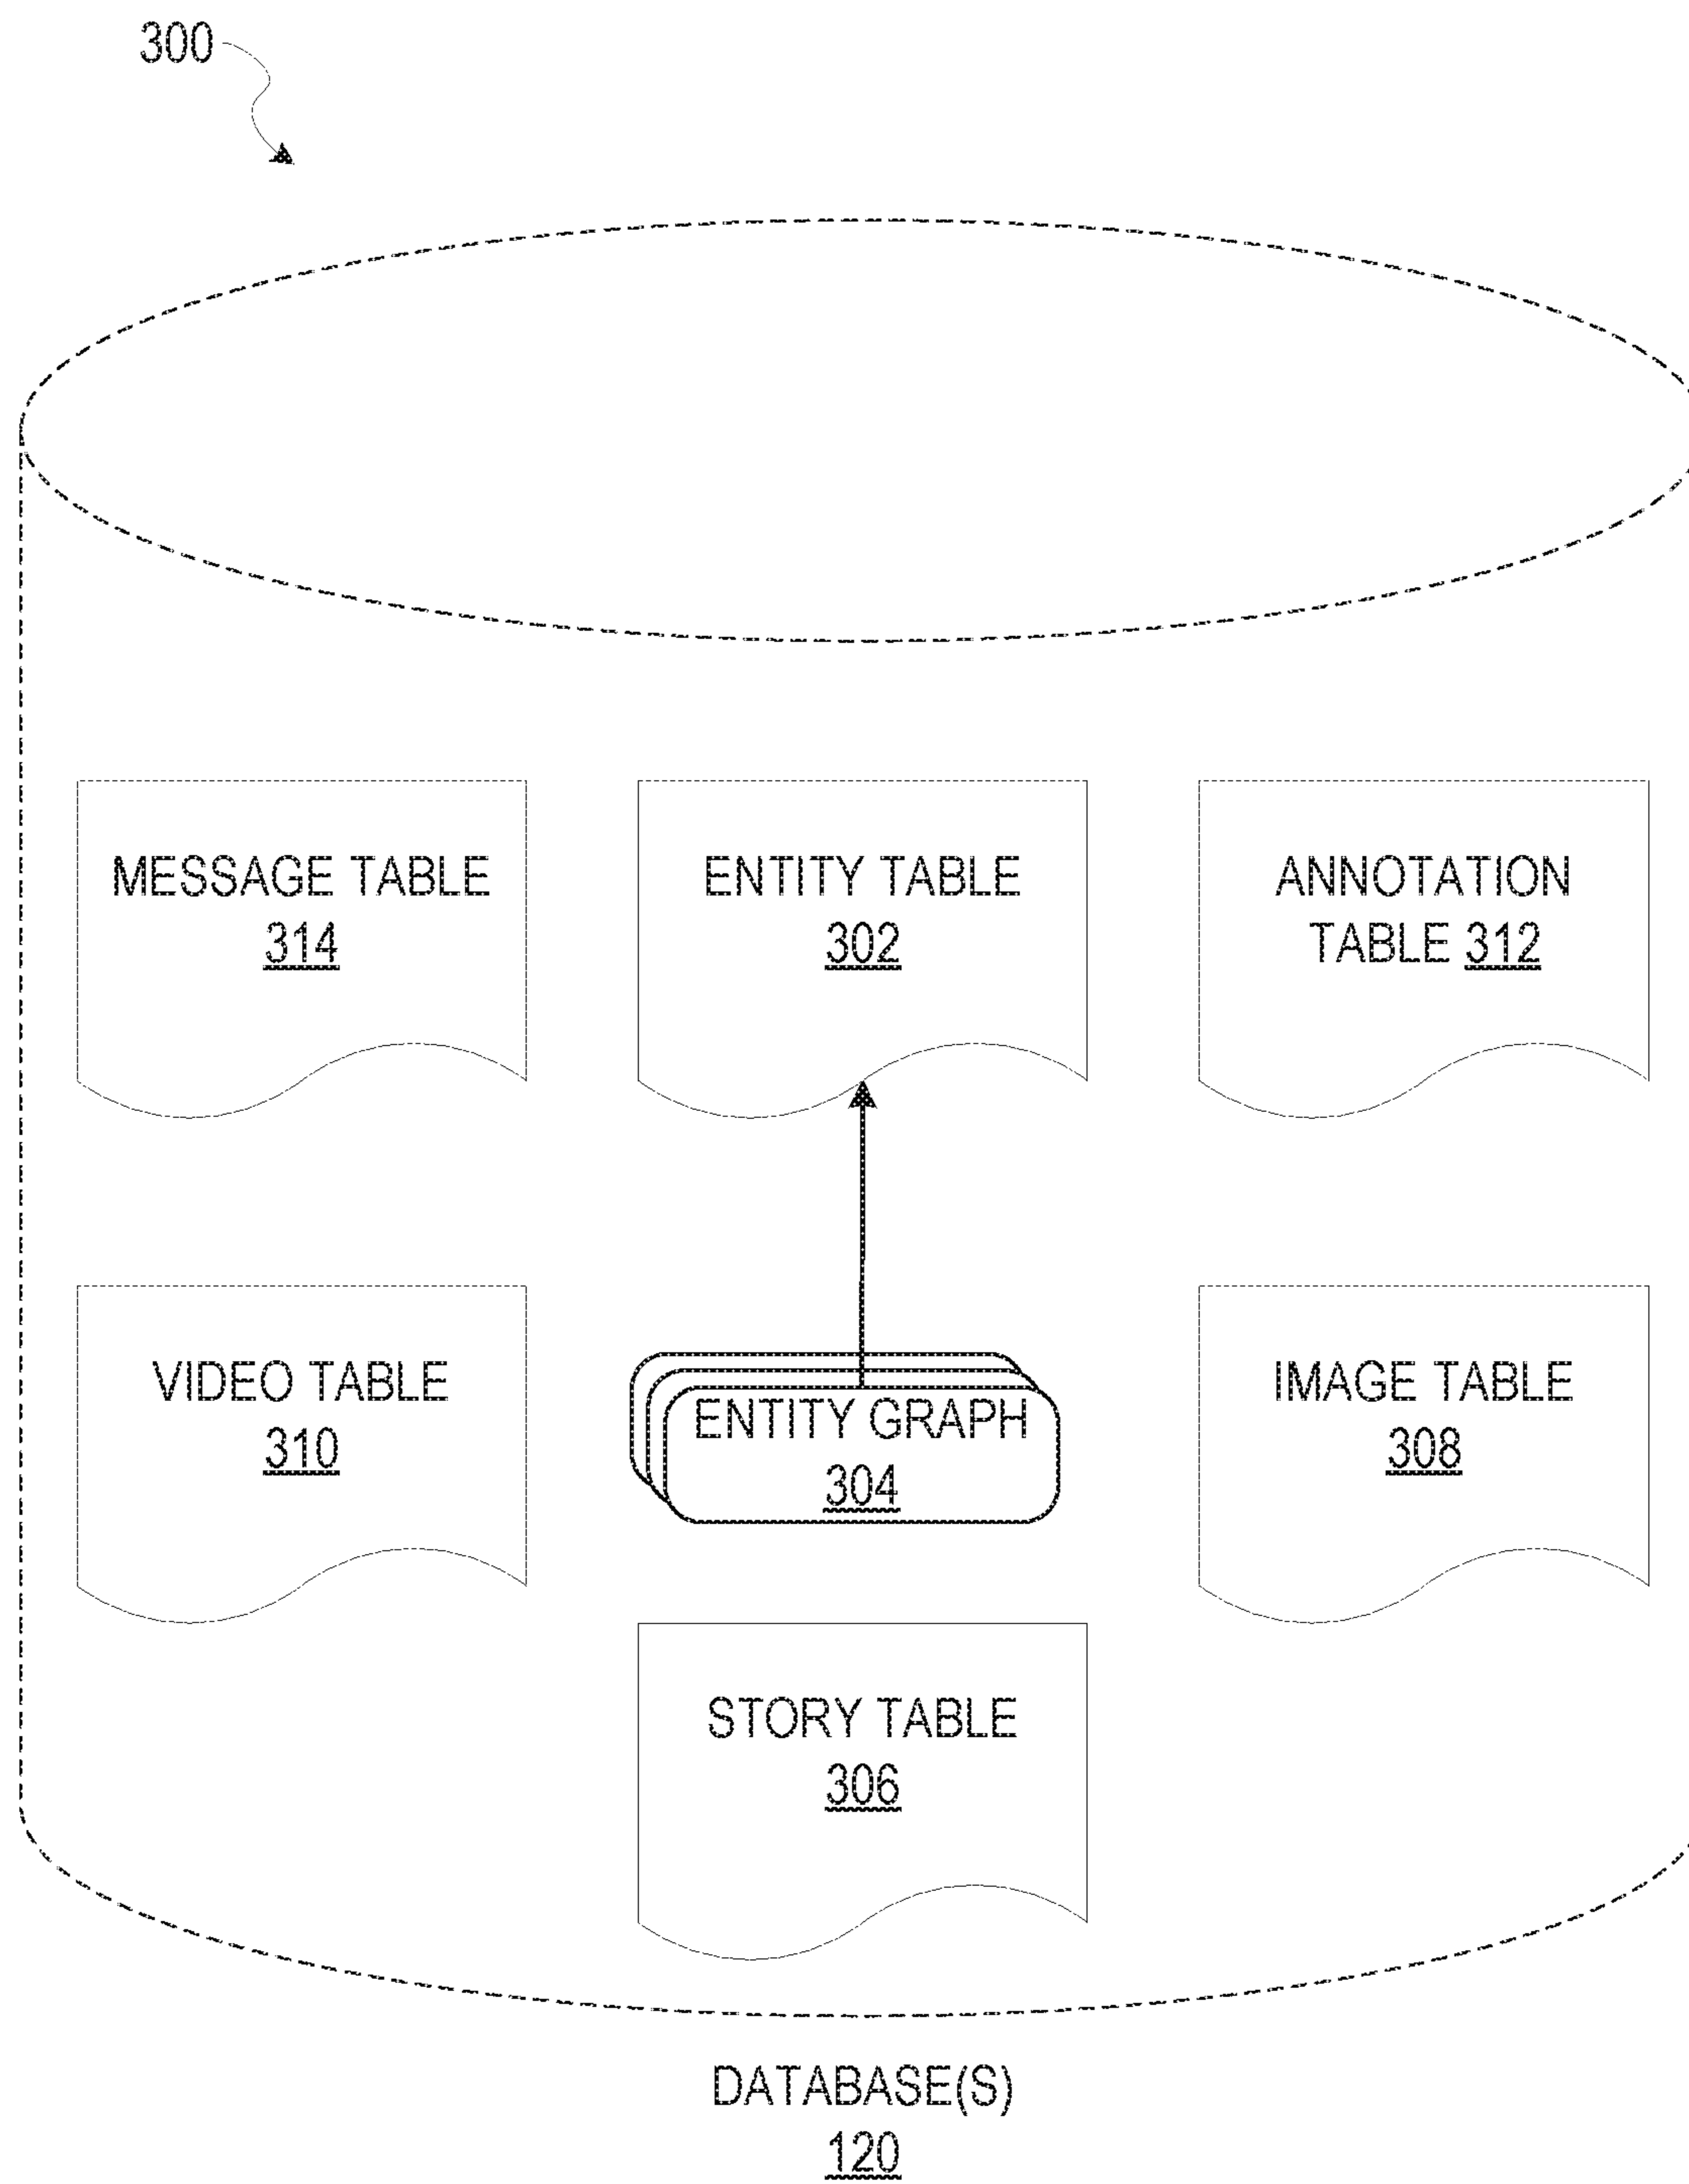 300
MESSAGE TABLE
314
ENTITY TABLE
302
ANNOTATION
TABLE 312
VIDEO TABLE
310
ENTITY GRAPH
304
IMAGE TABLE
308
STORY TABLE
306
DATABASE(S)
120